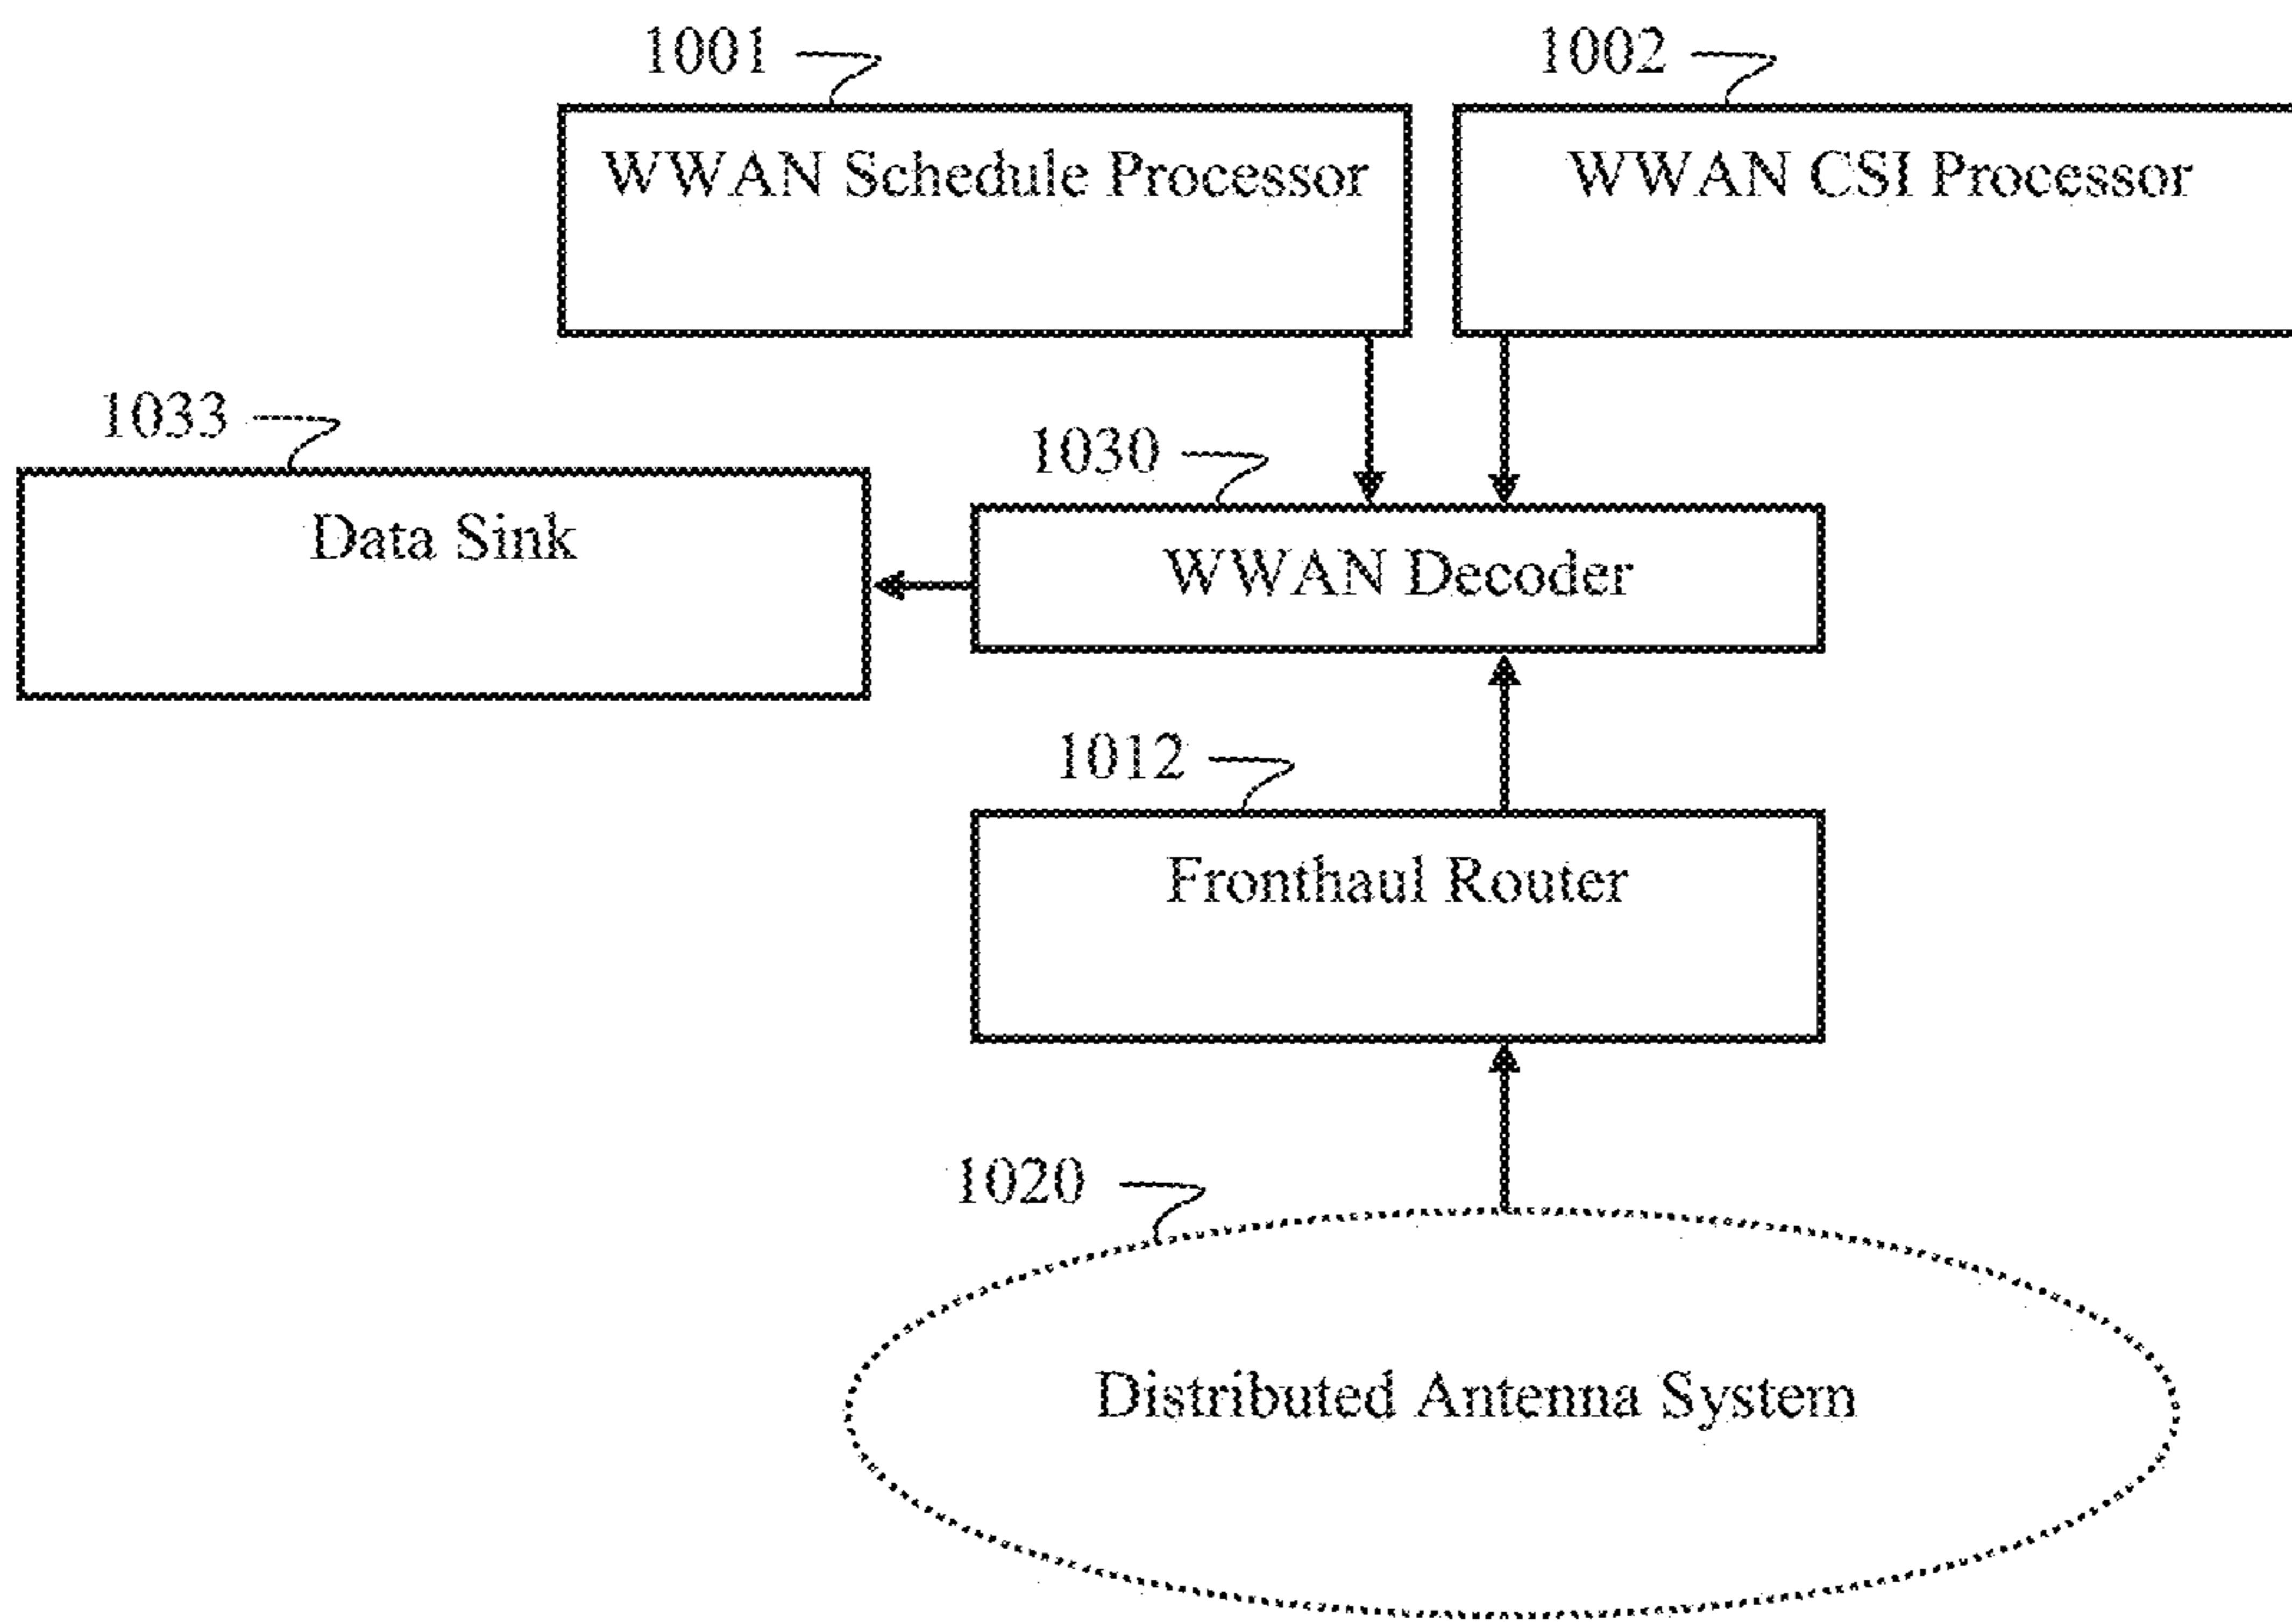 1001
1002
WWAN Schedule Processor
WWAN CSI Processor
1033
1030
Data Sink
WWAN Decoder
1012
Fronthaul Router
1020
Distributed Antenna System